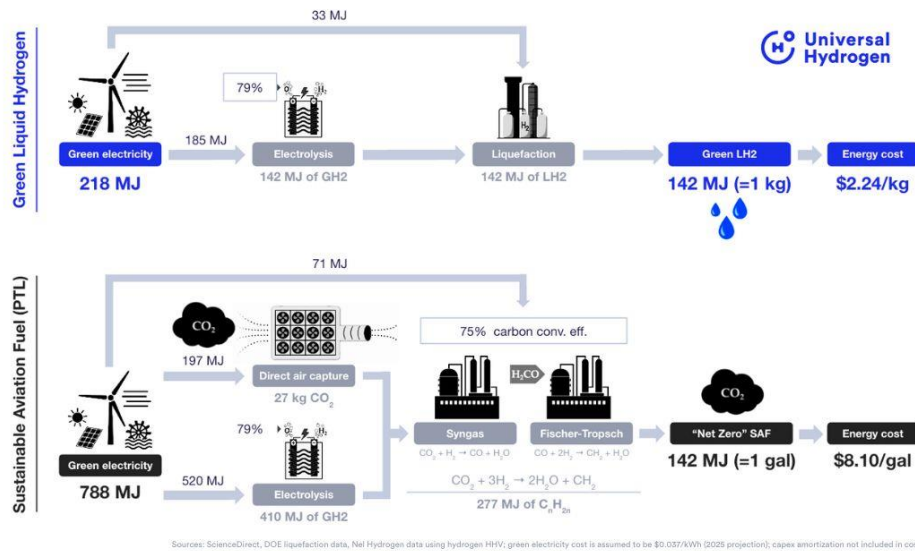 Green Liquid Hydrogen
33 MJ
Universal
Hydrogen
79%
H₂
Green electricity
218 MJ
185 MJ
Electrolysis
142 MJ of GH2
H₂
Liquefaction
142 MJ of LH2
Green LH2
142 MJ (=1 kg)
Energy cost
$2.24/kg
Sustainable Aviation Fuel (PTL)
71 MJ
CO₂
75% carbon conv. eff.
197 MJ
Direct air capture
27 kg CO₂
H₂CO
CO₂
79%
H₂
Green electricity
788 MJ
520 MJ
Electrolysis
410 MJ of GH2
Syngas
CO₂ + H₂ → CO + H₂O
Fischer-Tropsch
CO + 2H₂ → CH₂ + H₂O
CO₂ + 3H₂ → 2H₂O + CH₂
277 MJ of CₙH₂ₙ
"Net Zero" SAF
142 MJ (=1 gal)
Energy cost
$8.10/gal
Sources: ScienceDirect, DOE liquefaction data, Nel Hydrogen data using hydrogen HHV; green electricity cost is assumed to be $0.037/kWh (2025 projection); capex amortization not included in